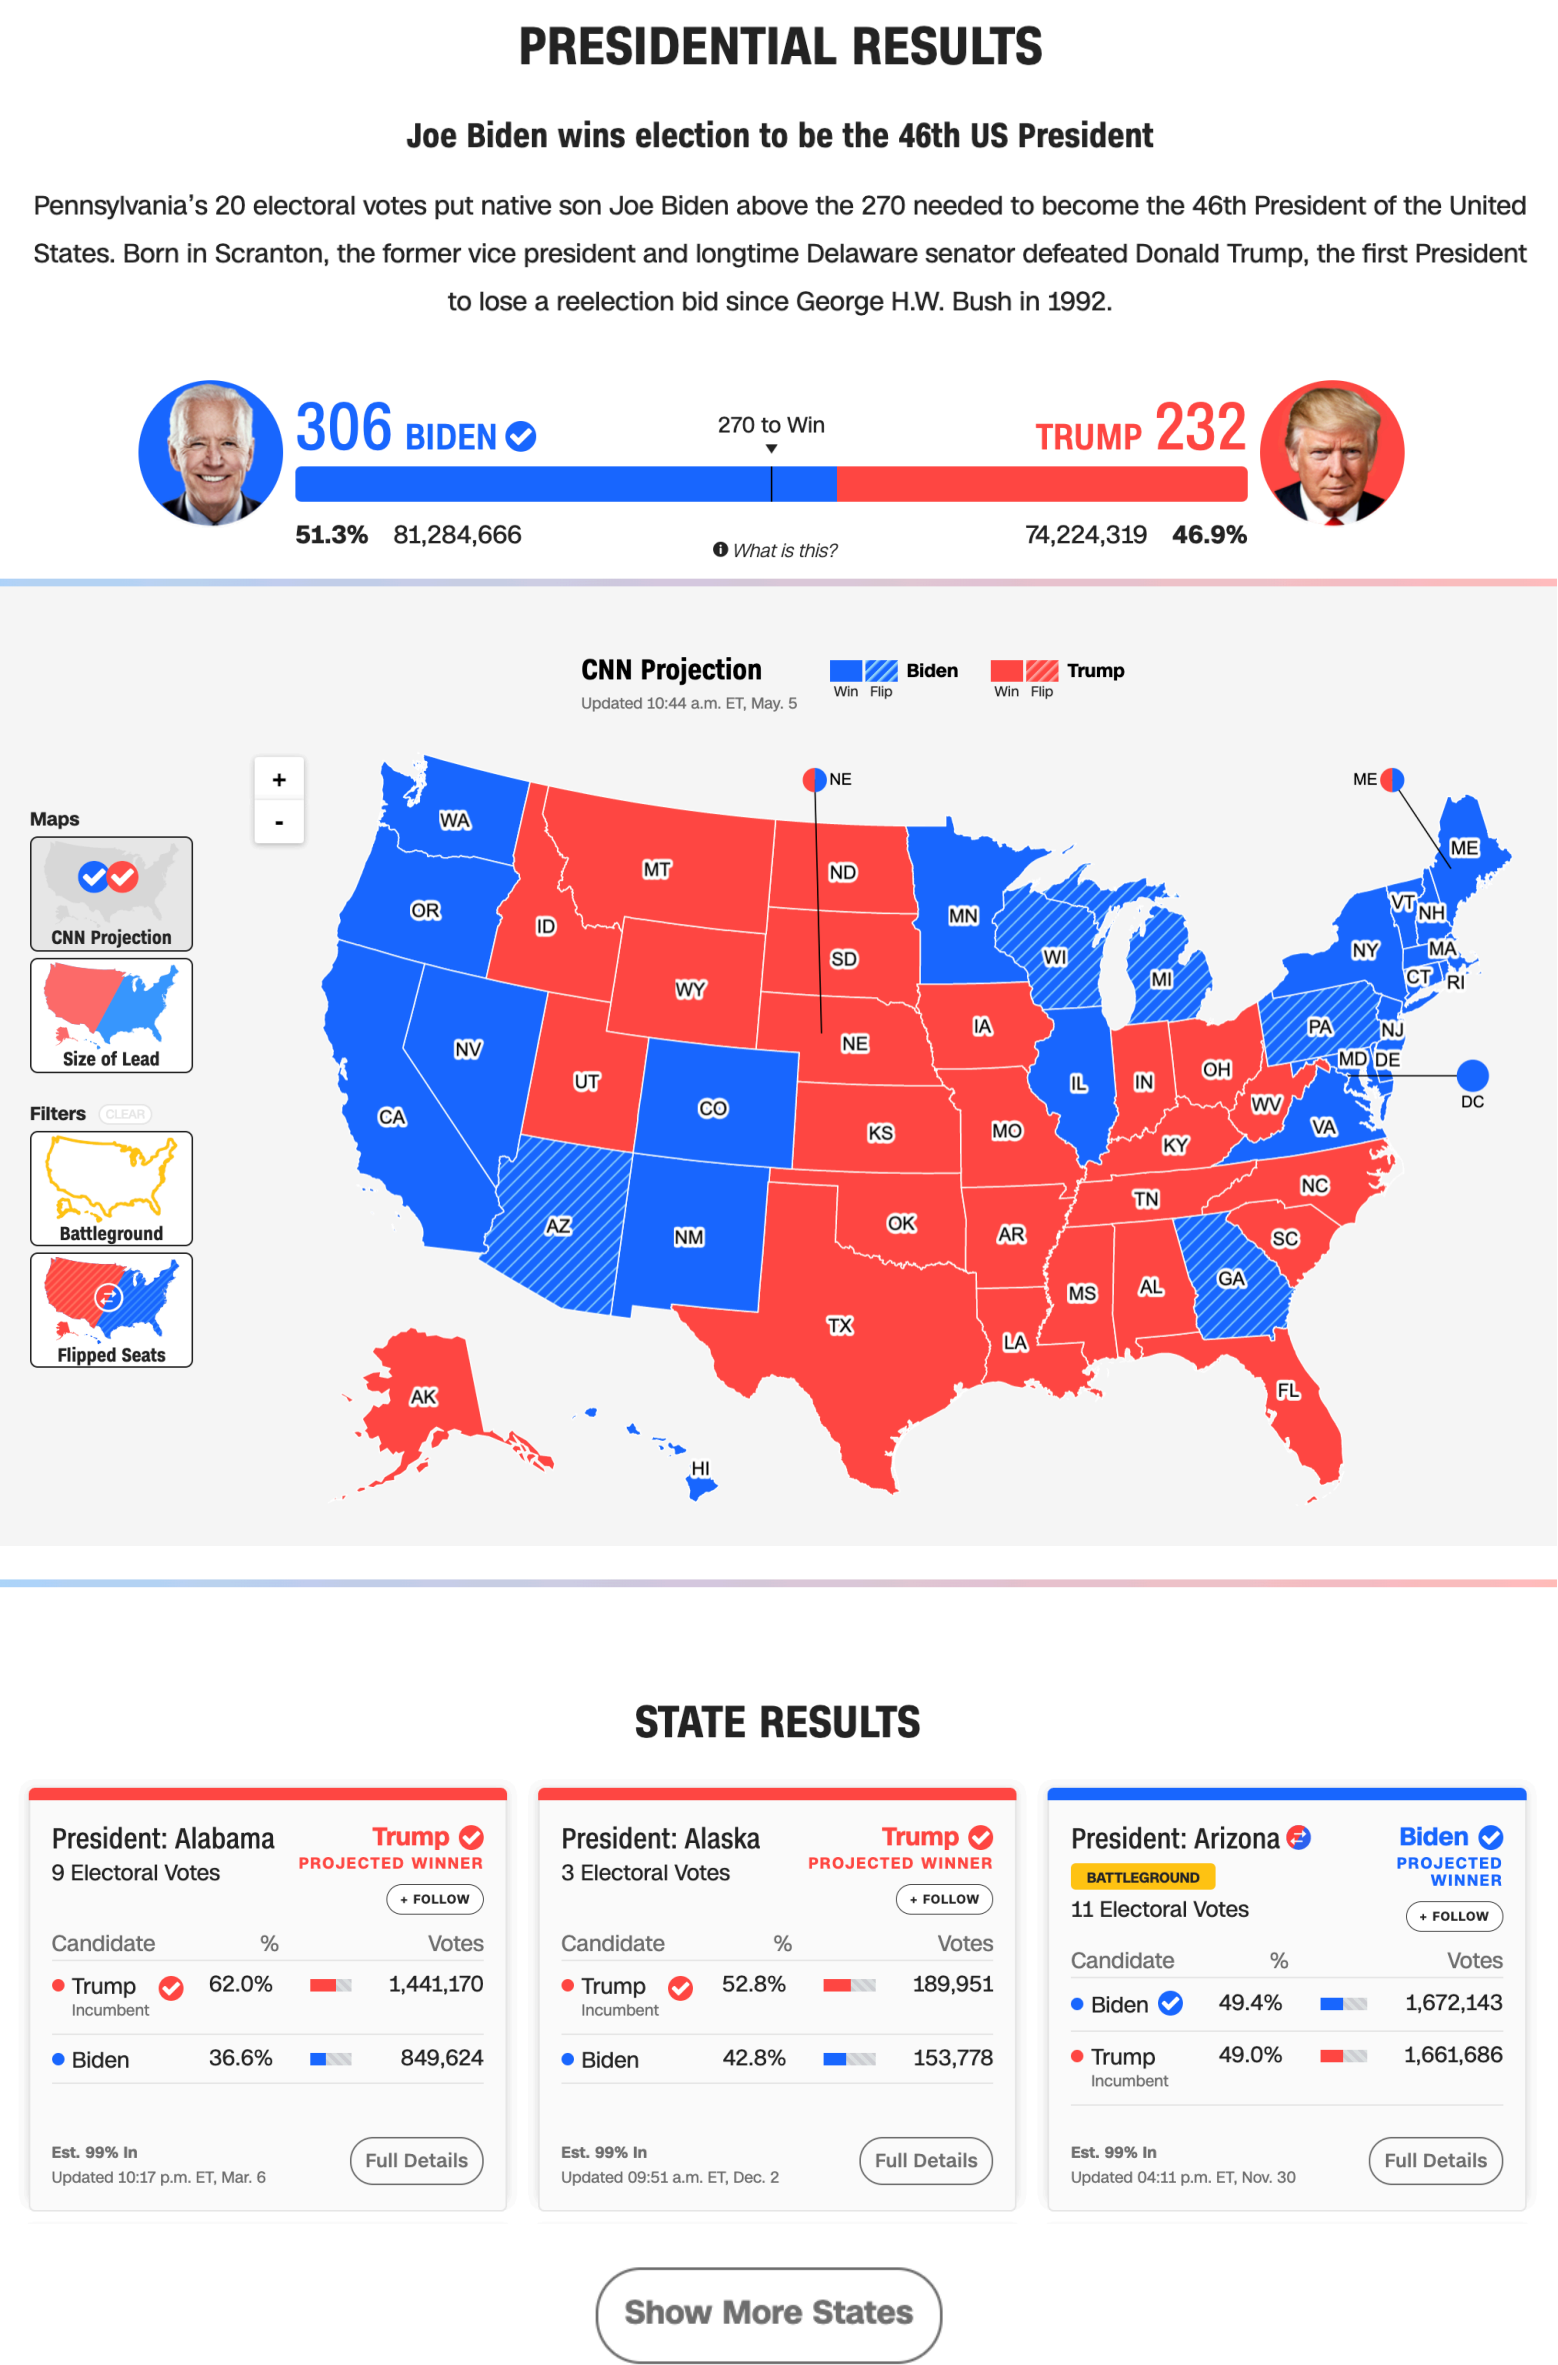 PRESIDENTIAL RESULTS
Joe Biden wins election to be the 46th US President
Pennsylvania's 20 electoral votes put native son Joe Biden above the 270 needed to become the 46th President of the United
States. Born in Scranton, the former vice president and longtime Delaware senator defeated Donald Trump, the first President
to lose a reelection bid since George H.W. Bush in 1992.
306 BIDEN
270 to Win
TRUMP 232
51.3% 81,284,666
What is this?
74,224,319 46.9%
CNN Projection
Updated 10:44 a.m. ET, May. 5
Win Flip Biden
Win Flip Trump
+
-
Maps
CNN Projection
Size of Lead
Filters CLEAR
Battleground
Flipped Seats
NE
ME
WA
MT
ND
ME
OR
ID
MN
VT
NH
SD
WI
NY
MA
WY
MI
CT
RI
IA
PA
NJ
NE
NV
MD
DE
UT
IL
IN
OH
DC
CO
WV
CA
KS
MO
VA
KY
NC
TN
AZ
OK
NM
AR
SC
MS
AL
GA
TX
LA
AK
FL
HI
STATE RESULTS
President: Alabama
Trump
9 Electoral Votes
PROJECTED WINNER
+ FOLLOW
Candidate % Votes
Trump 62.0% 1,441,170
Incumbent
Biden 36.6% 849,624
Est. 99% In
Updated 10:17 p.m. ET, Mar. 6
Full Details
President: Alaska
Trump
3 Electoral Votes
PROJECTED WINNER
+ FOLLOW
Candidate % Votes
Trump 52.8% 189,951
Incumbent
Biden 42.8% 153,778
Est. 99% In
Updated 09:51 a.m. ET, Dec. 2
Full Details
President: Arizona
Biden
BATTLEGROUND
PROJECTED
WINNER
11 Electoral Votes
+ FOLLOW
Candidate % Votes
Biden 49.4% 1,672,143
Trump 49.0% 1,661,686
Incumbent
Est. 99% In
Updated 04:11 p.m. ET, Nov. 30
Full Details
Show More States